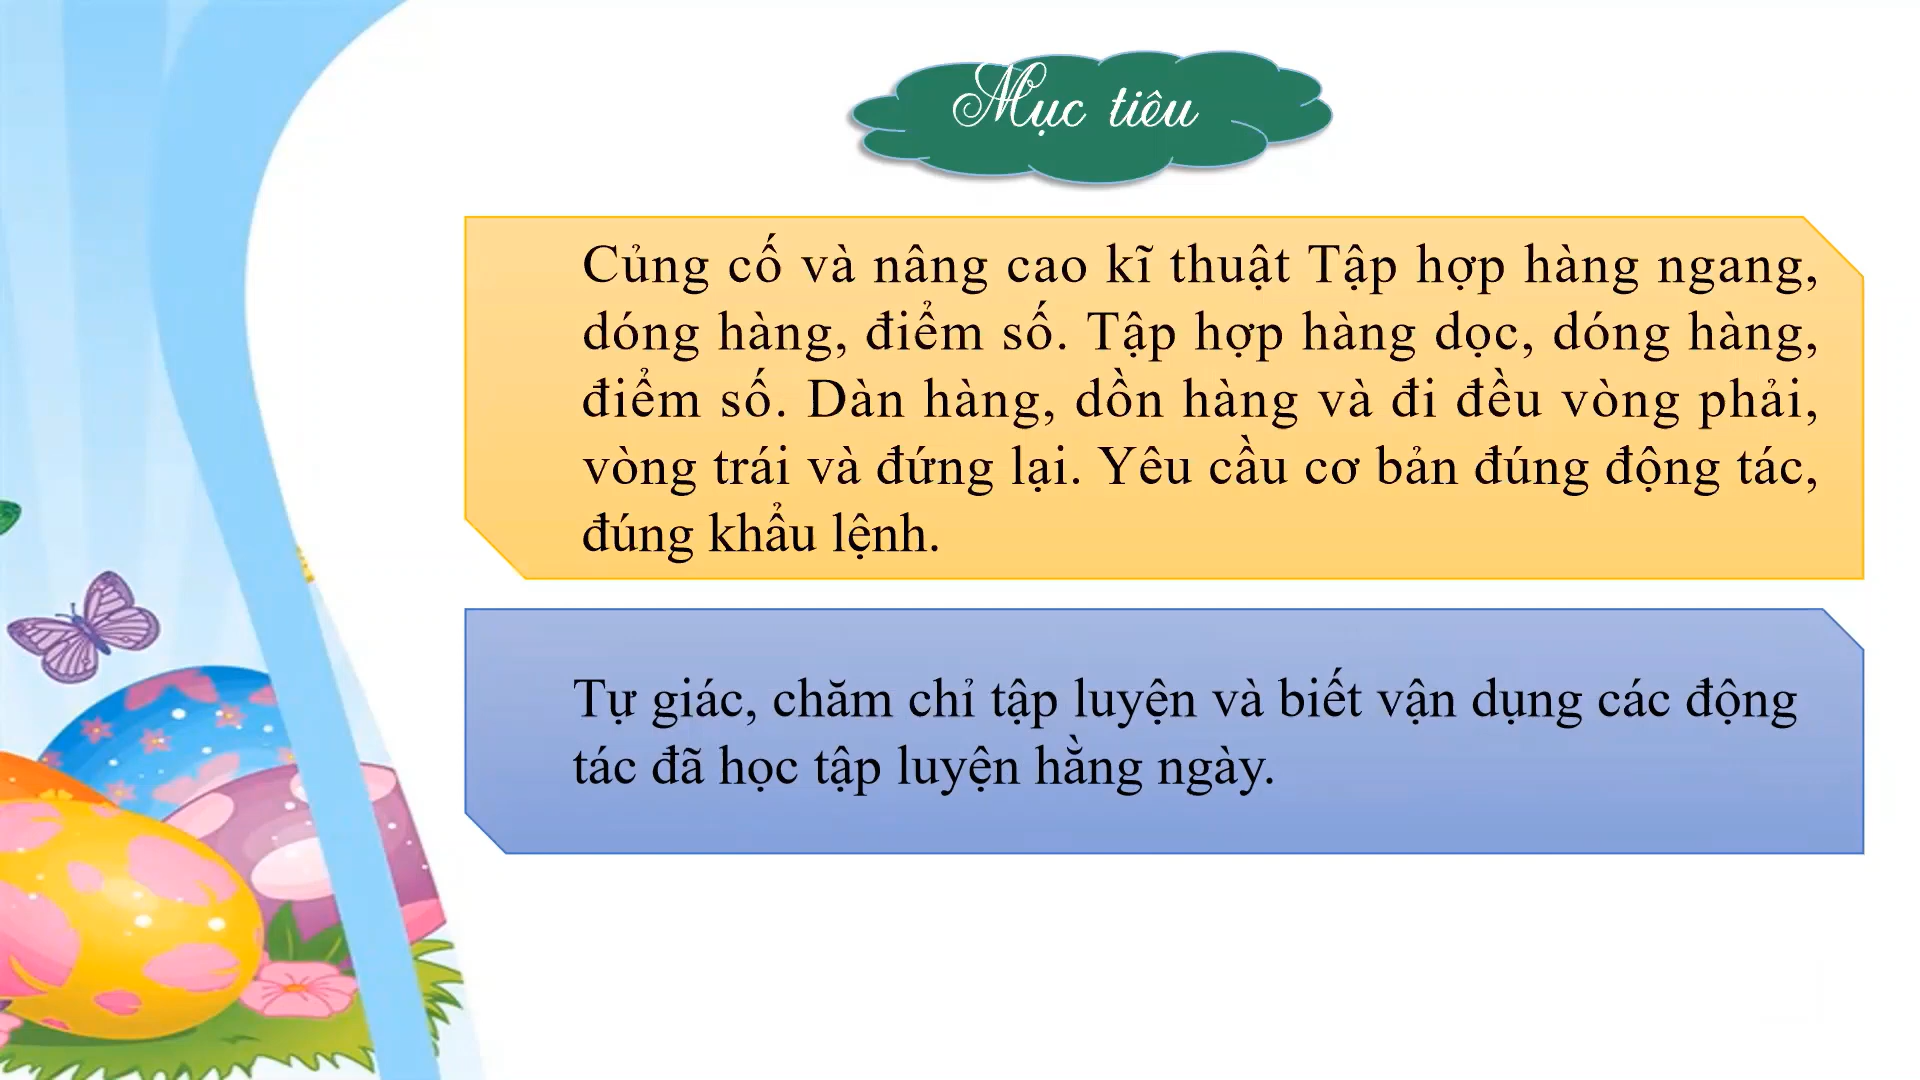 Mục tiêu
Củng cố và nâng cao kĩ thuật Tập hợp hàng ngang,
dóng hàng, điểm số. Tập hợp hàng dọc, dóng hàng,
điểm số. Dàn hàng, dồn hàng và đi đều vòng phải,
vòng trái và đứng lại. Yêu cầu cơ bản đúng động tác,
đúng khẩu lệnh.
Tự giác, chăm chỉ tập luyện và biết vận dụng các động
tác đã học tập luyện hằng ngày.